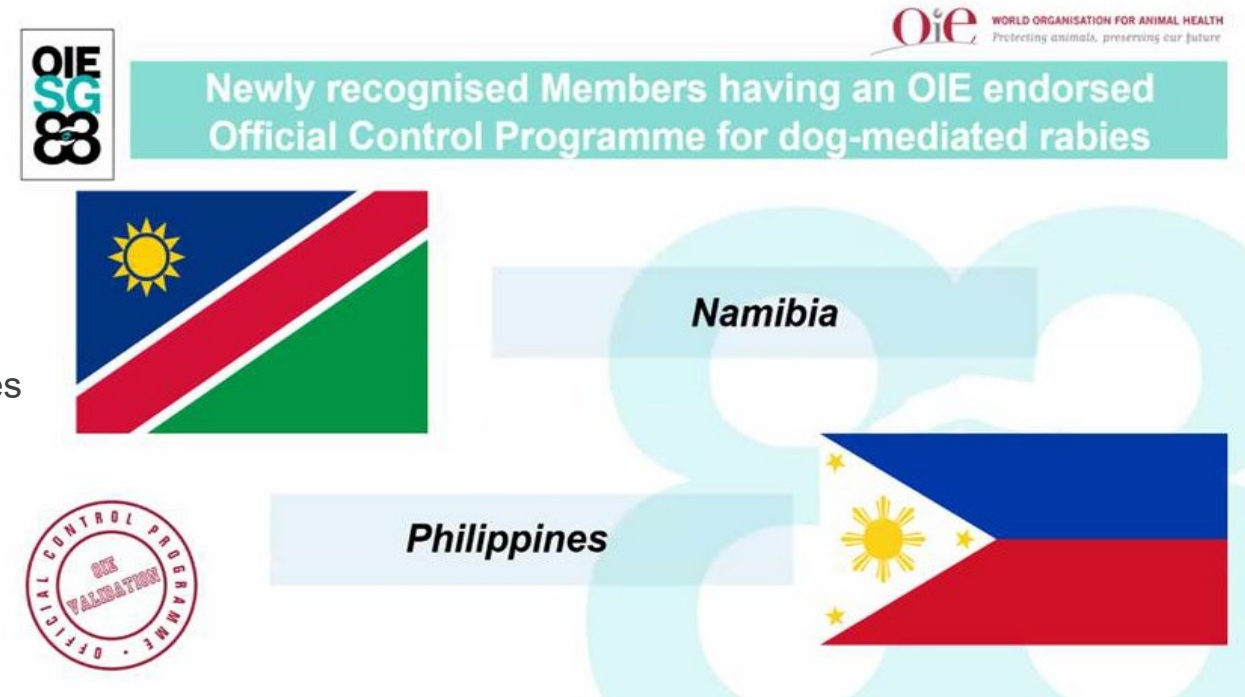 OIE
SG
83
OiE
WORLD ORGANISATION FOR ANIMAL HEALTH
Protecting animals, preserving our future
Newly recognised Members having an OIE endorsed
Official Control Programme for dog-mediated rabies
Namibia
es
Philippines
OFFICIAL CONTROL PROGRAMME
OIE
VALIDATION